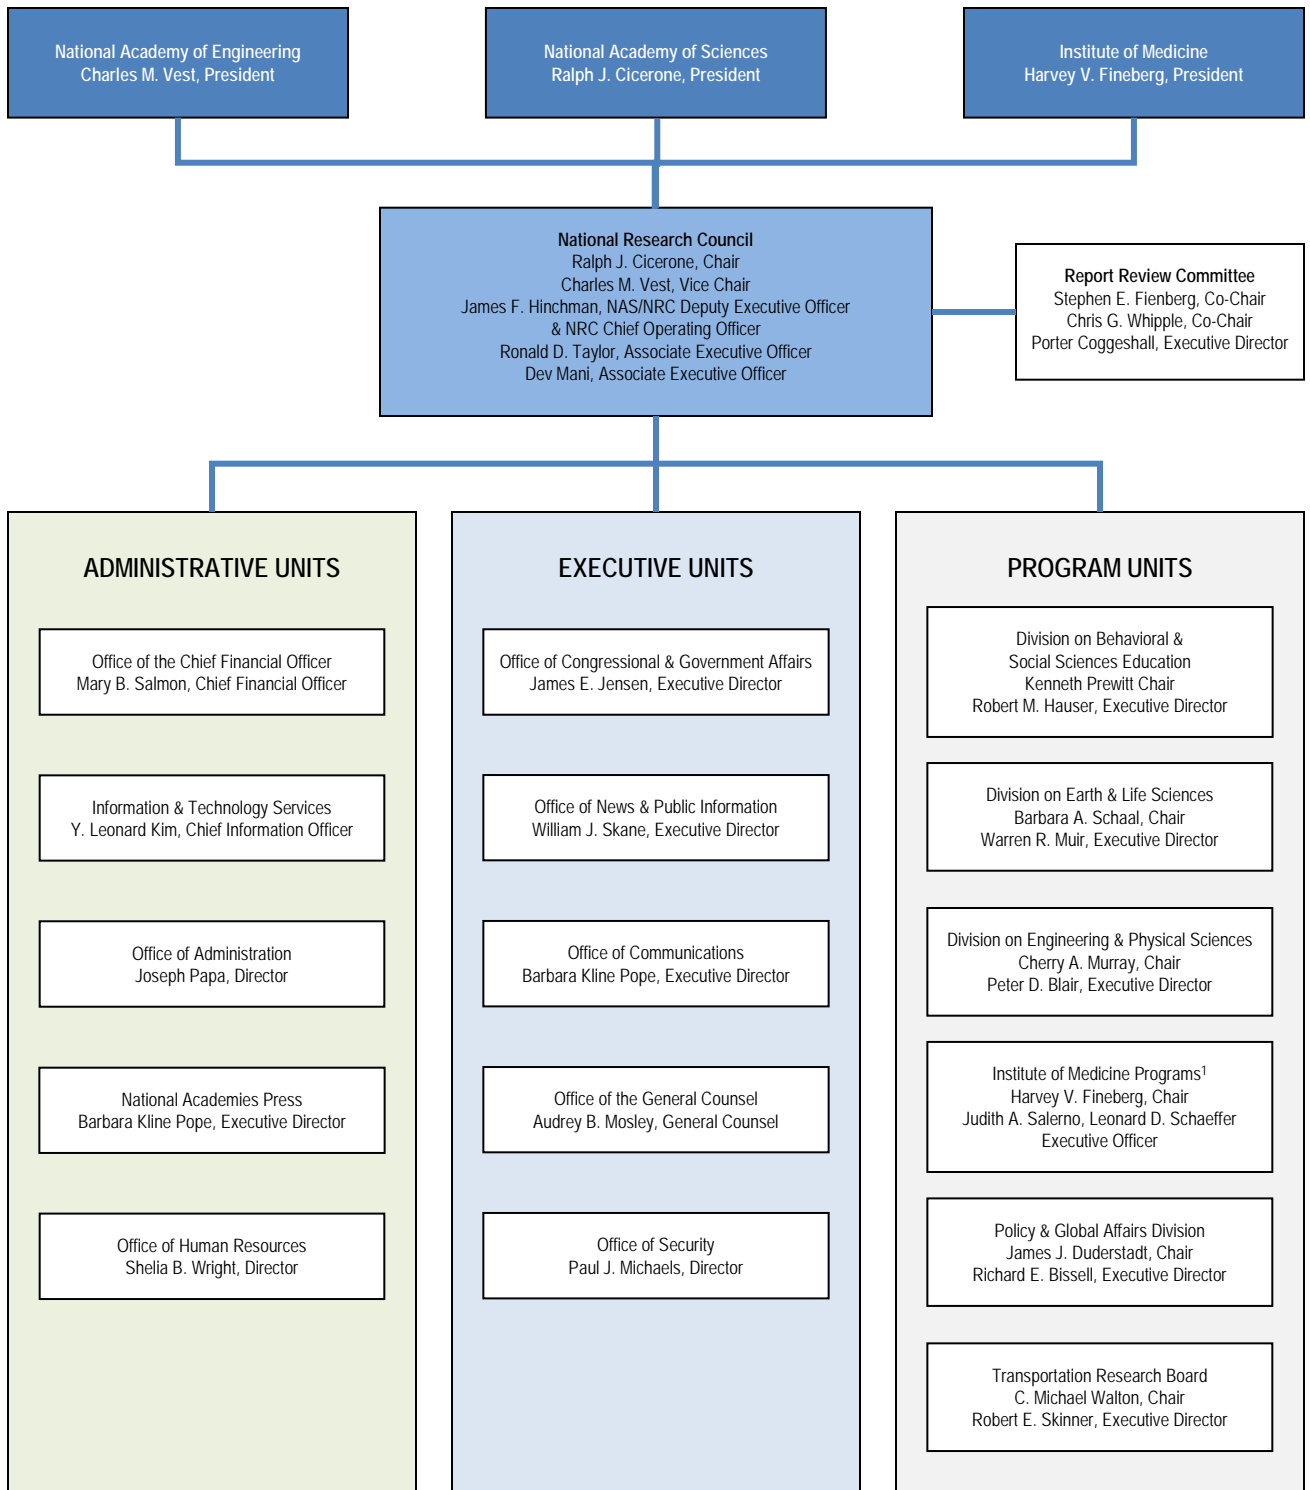 National Academy of Engineering
Charles M. Vest, President
National Academy of Sciences
Ralph J. Cicerone, President
Institute of Medicine
Harvey V. Fineberg, President
National Research Council
Ralph J. Cicerone, Chair
Charles M. Vest, Vice Chair
James F. Hinchman, NAS/NRC Deputy Executive Officer
& NRC Chief Operating Officer
Ronald D. Taylor, Associate Executive Officer
Dev Mani, Associate Executive Officer
Report Review Committee
Stephen E. Fienberg, Co-Chair
Chris G. Whipple, Co-Chair
Porter Coggeshall, Executive Director
ADMINISTRATIVE UNITS
Office of the Chief Financial Officer
Mary B. Salmon, Chief Financial Officer
Information & Technology Services
Y. Leonard Kim, Chief Information Officer
Office of Administration
Joseph Papa, Director
National Academies Press
Barbara Kline Pope, Executive Director
Office of Human Resources
Shelia B. Wright, Director
EXECUTIVE UNITS
Office of Congressional & Government Affairs
James E. Jensen, Executive Director
Office of News & Public Information
William J. Skane, Executive Director
Office of Communications
Barbara Kline Pope, Executive Director
Office of the General Counsel
Audrey B. Mosley, General Counsel
Office of Security
Paul J. Michaels, Director
PROGRAM UNITS
Division on Behavioral &
Social Sciences Education
Kenneth Prewitt Chair
Robert M. Hauser, Executive Director
Division on Earth & Life Sciences
Barbara A. Schaal, Chair
Warren R. Muir, Executive Director
Division on Engineering & Physical Sciences
Cherry A. Murray, Chair
Peter D. Blair, Executive Director
Institute of Medicine Programs¹
Harvey V. Fineberg, Chair
Judith A. Salerno, Leonard D. Schaeffer
Executive Officer
Policy & Global Affairs Division
James J. Duderstadt, Chair
Richard E. Bissell, Executive Director
Transportation Research Board
C. Michael Walton, Chair
Robert E. Skinner, Executive Director